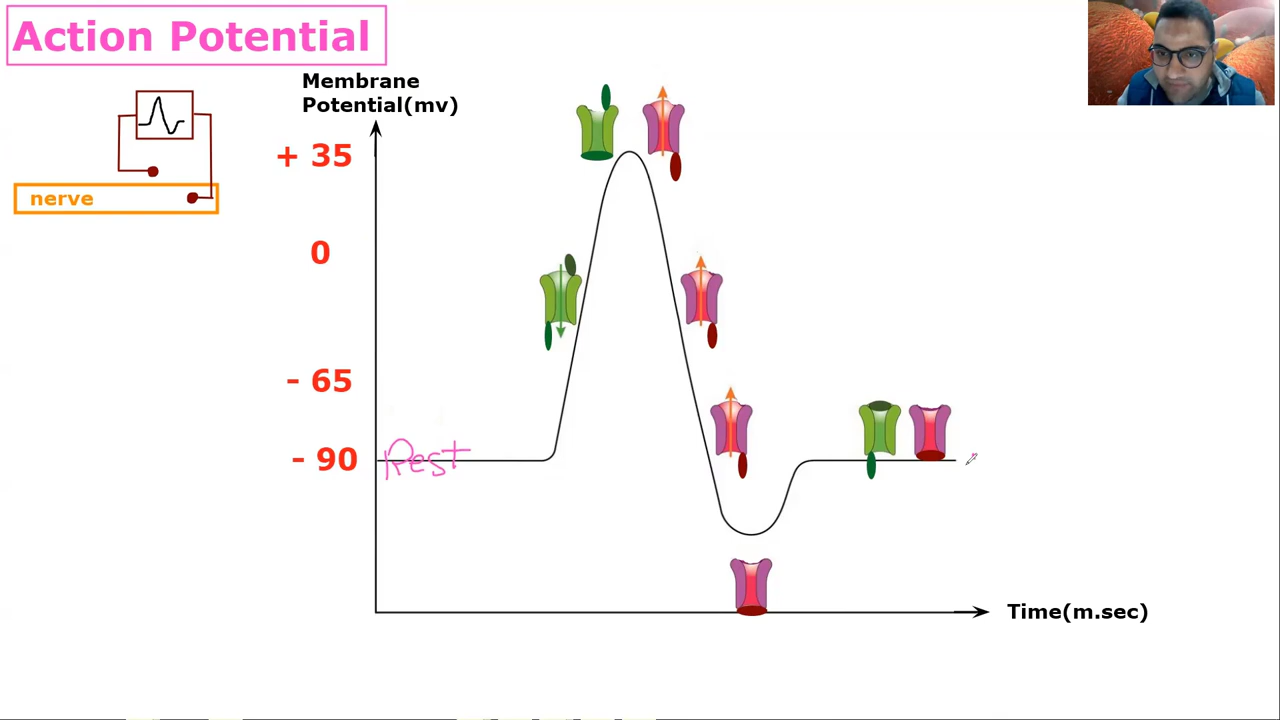 Action Potential
Membrane
Potential(mv)
+ 35
nerve
0
- 65
- 90
Rest
Time(m.sec)